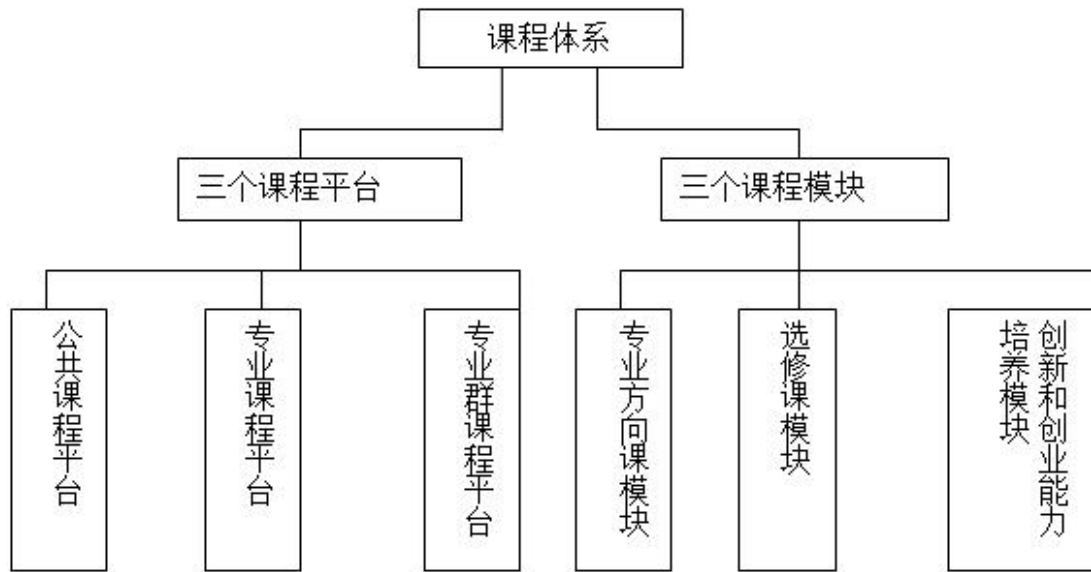 课程体系
三个课程平台
三个课程模块
公共课程平台
专业课程平台
专业群课程平台
专业方向课模块
选修课模块
创新和创业能力
培养模块